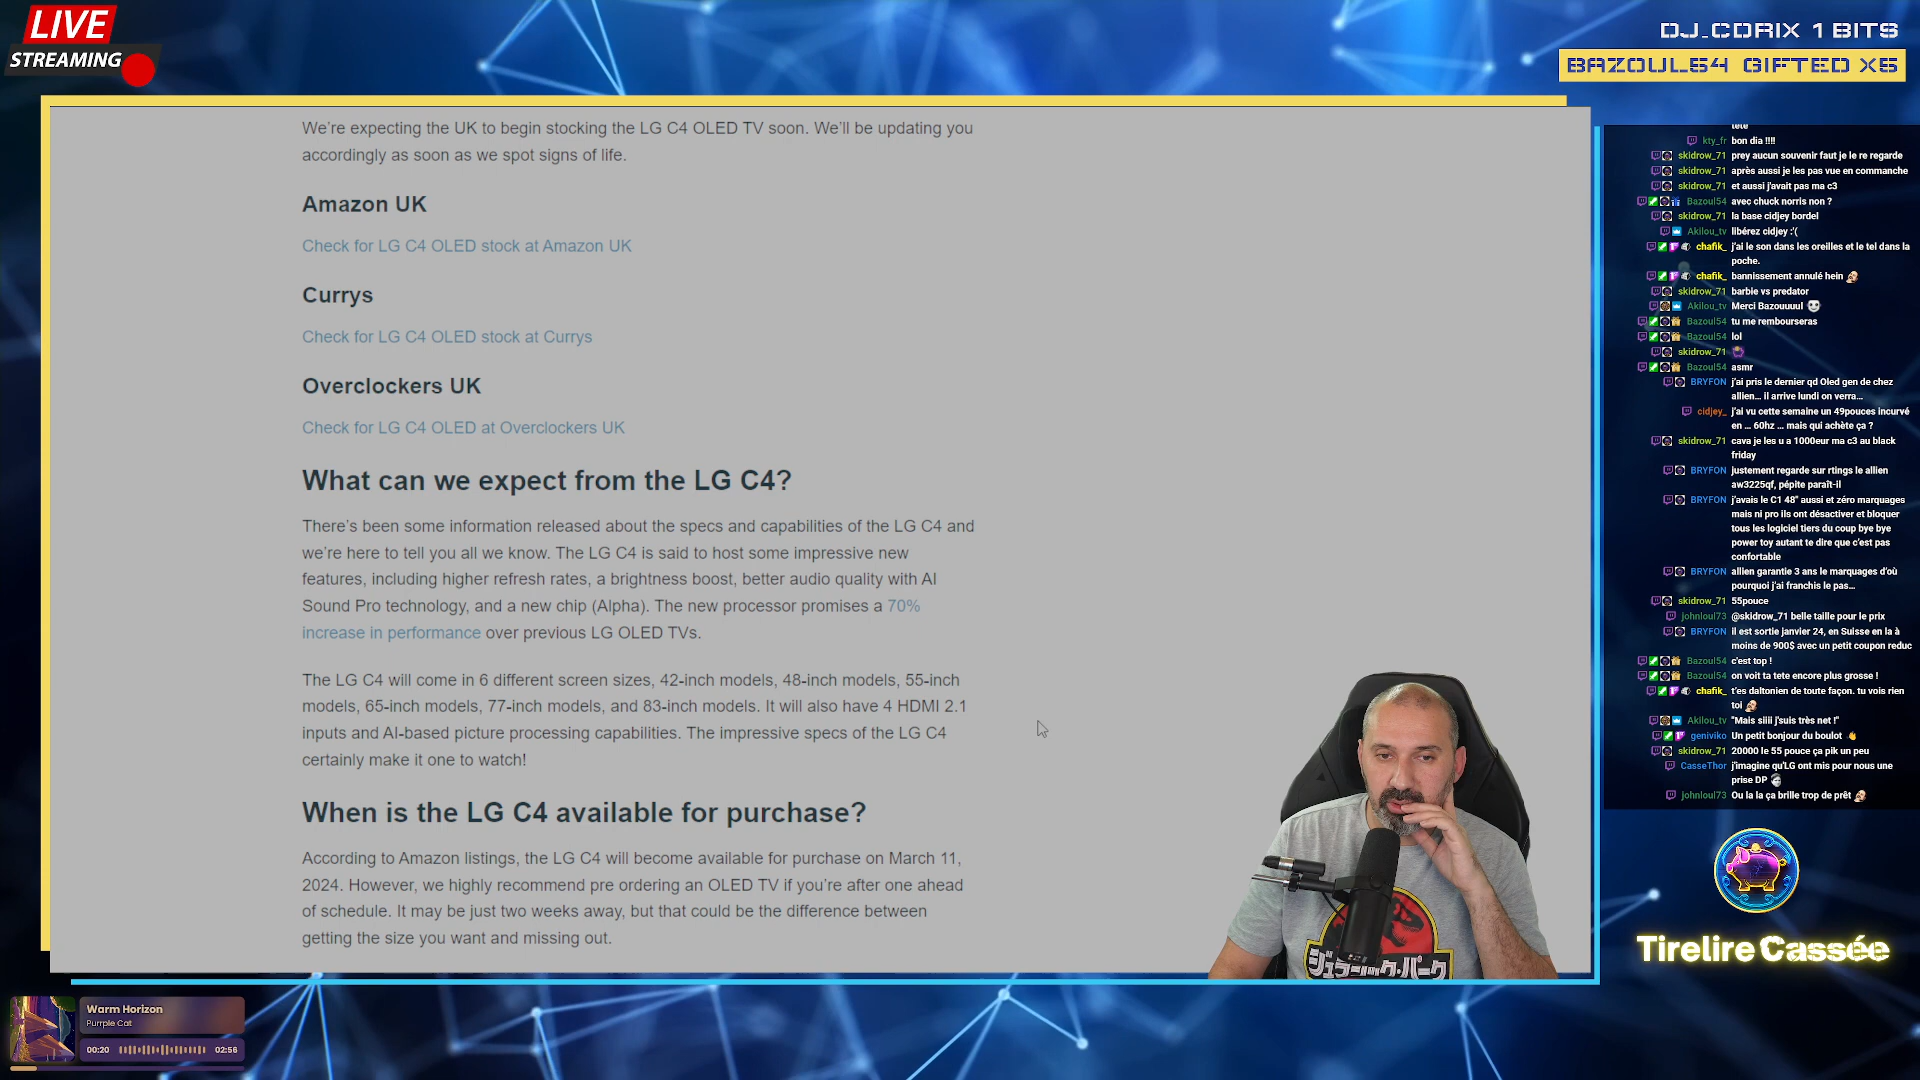 LIVE
STREAMING
DJ_CORIX 1 BITS
BAZOUL54 GIFTED X5
We're expecting the UK to begin stocking the LG C4 OLED TV soon. We'll be updating you
accordingly as soon as we spot signs of life.
Amazon UK
Check for LG C4 OLED stock at Amazon UK
Currys
Check for LG C4 OLED stock at Currys
Overclockers UK
Check for LG C4 OLED at Overclockers UK
What can we expect from the LG C4?
There's been some information released about the specs and capabilities of the LG C4 and
we're here to tell you all we know. The LG C4 is said to host some impressive new
features, including higher refresh rates, a brightness boost, better audio quality with AI
Sound Pro technology, and a new chip (Alpha). The new processor promises a 70%
increase in performance over previous LG OLED TVs.
The LG C4 will come in 6 different screen sizes, 42-inch models, 48-inch models, 55-inch
models, 65-inch models, 77-inch models, and 83-inch models. It will also have 4 HDMI 2.1
inputs and AI-based picture processing capabilities. The impressive specs of the LG C4
certainly make it one to watch!
When is the LG C4 available for purchase?
According to Amazon listings, the LG C4 will become available for purchase on March 11,
2024. However, we highly recommend pre ordering an OLED TV if you're after one ahead
of schedule. It may be just two weeks away, but that could be the difference between
getting the size you want and missing out.
ジュラシック・パーク
tete
kty_fr bon dia !!!!
skidrow_71 prey aucun souvenir faut je le re regarde
skidrow_71 après aussi je les pas vue en commanche
skidrow_71 et aussi j'avait pas ma c3
Bazoul54 avec chuck norris non ?
skidrow_71 la base cidjey bordel
Akilou_tv libérez cidjey :'(
chafik_ j'ai le son dans les oreilles et le tel dans la
poche.
chafik_ bannissement annulé hein
skidrow_71 barbie vs predator
Akilou_tv Merci Bazouuuul
Bazoul54 tu me rembourseras
Bazoul54 lol
skidrow_71
Bazoul54 asmr
BRYFON j'ai pris le dernier qd Oled gen de chez
allien... il arrive lundi on verra...
cidjey_ j'ai vu cette semaine un 49pouces incurvé
en ... 60hz ... mais qui achète ça ?
skidrow_71 cava je les u a 1000eur ma c3 au black
friday
BRYFON justement regarde sur rtings le allien
aw3225qf, pépite paraît-il
BRYFON j'avais le C1 48" aussi et zéro marquages
mais ni pro ils ont désactiver et bloquer
tous les logiciel tiers du coup bye bye
power toy autant te dire que c'est pas
confortable
BRYFON allien garantie 3 ans le marquages d'où
pourquoi j'ai franchis le pas...
skidrow_71 55pouce
johnloul73 @skidrow_71 belle taille pour le prix
BRYFON il est sortie janvier 24, en Suisse en la à
moins de 900$ avec un petit coupon reduc
Bazoul54 c'est top !
Bazoul54 on voit ta tete encore plus grosse !
chafik_ t'es daltonien de toute façon. tu vois rien
toi
Akilou_tv "Mais siiii j'suis très net !"
geniviko Un petit bonjour du boulot
skidrow_71 20000 le 55 pouce ça pik un peu
CasseThor j'imagine qu'LG ont mis pour nous une
prise DP
johnloul73 Ou la la ça brille trop de prêt
Tirelire Cassée
Warm Horizon
Purrple Cat
00:20 02:56